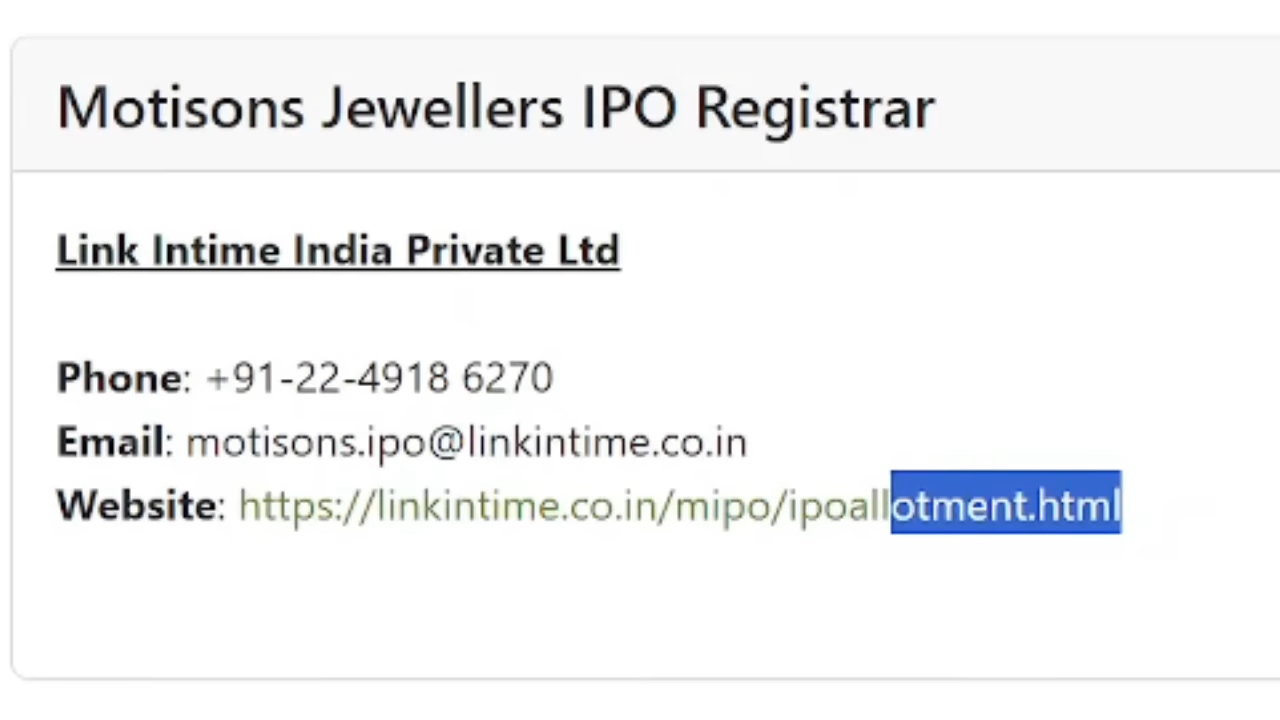 Motisons Jewellers IPO Registrar
Link Intime India Private Ltd
Phone: +91-22-4918 6270
Email: motisons.ipo@linkintime.co.in
Website: https://linkintime.co.in/mipo/ipoallotment.html